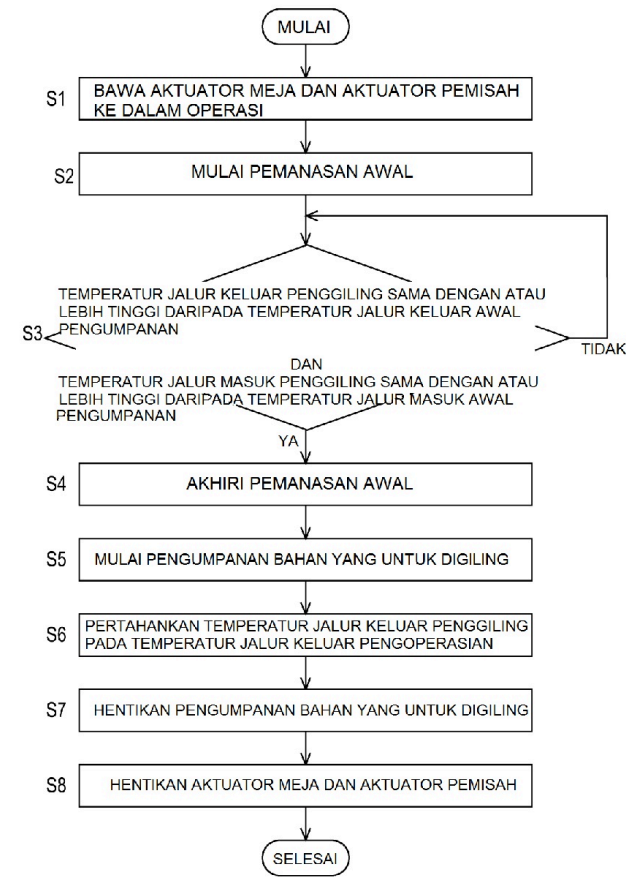 MULAI
S1
BAWA AKTUATOR MEJA DAN AKTUATOR PEMISAH
KE DALAM OPERASI
S2
MULAI PEMANASAN AWAL
TEMPERATUR JALUR KELUAR PENGGILING SAMA DENGAN ATAU
LEBIH TINGGI DARIPADA TEMPERATUR JALUR KELUAR AWAL
S3
PENGUMPANAN
TIDAK
DAN
TEMPERATUR JALUR MASUK PENGGILING SAMA DENGAN ATAU
LEBIH TINGGI DARIPADA TEMPERATUR JALUR MASUK AWAL
PENGUMPANAN
YA
S4
AKHIRI PEMANASAN AWAL
S5
MULAI PENGUMPANAN BAHAN YANG UNTUK DIGILING
S6
PERTAHANKAN TEMPERATUR JALUR KELUAR PENGGILING
PADA TEMPERATUR JALUR KELUAR PENGOPERASIAN
S7
HENTIKAN PENGUMPANAN BAHAN YANG UNTUK DIGILING
S8
HENTIKAN AKTUATOR MEJA DAN AKTUATOR PEMISAH
SELESAI